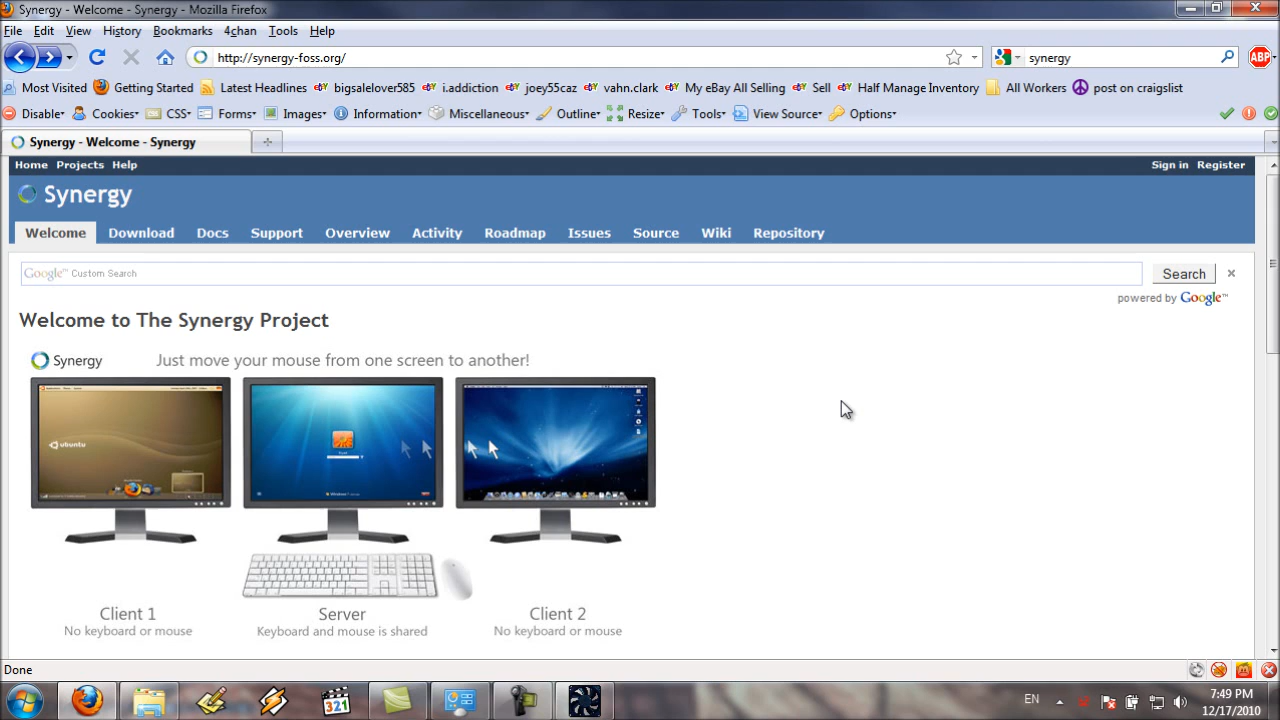 Synergy - Welcome - Synergy - Mozilla Firefox
File Edit View History Bookmarks 4chan Tools Help
http://synergy-foss.org/ synergy ABP
Most Visited Getting Started Latest Headlines bigsalelover585 i.addiction joey55caz vahn.clark My eBay All Selling Sell Half Manage Inventory All Workers post on craigslist
Disable Cookies CSS Forms Images Information Miscellaneous Outline Resize Tools View Source Options
Synergy - Welcome - Synergy
Home Projects Help Sign in Register
Synergy
Welcome Download Docs Support Overview Activity Roadmap Issues Source Wiki Repository
Google™ Custom Search Search
powered by Google™
Welcome to The Synergy Project
Synergy Just move your mouse from one screen to another!
ubuntu
Client 1 Server Client 2
No keyboard or mouse Keyboard and mouse is shared No keyboard or mouse
Done
321
EN 7:49 PM
12/17/2010